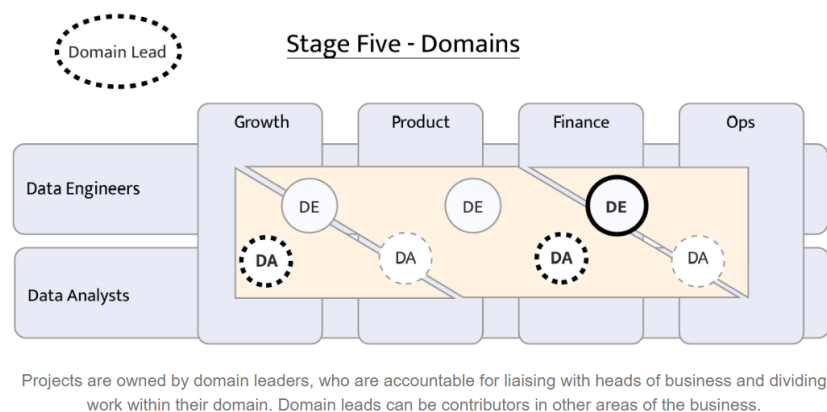 Domain Lead
Stage Five - Domains
Growth
Product
Finance
Ops
Data Engineers
DE
DE
DE
DA
DA
DA
DA
Data Analysts
Projects are owned by domain leaders, who are accountable for liaising with heads of business and dividing
work within their domain. Domain leads can be contributors in other areas of the business.